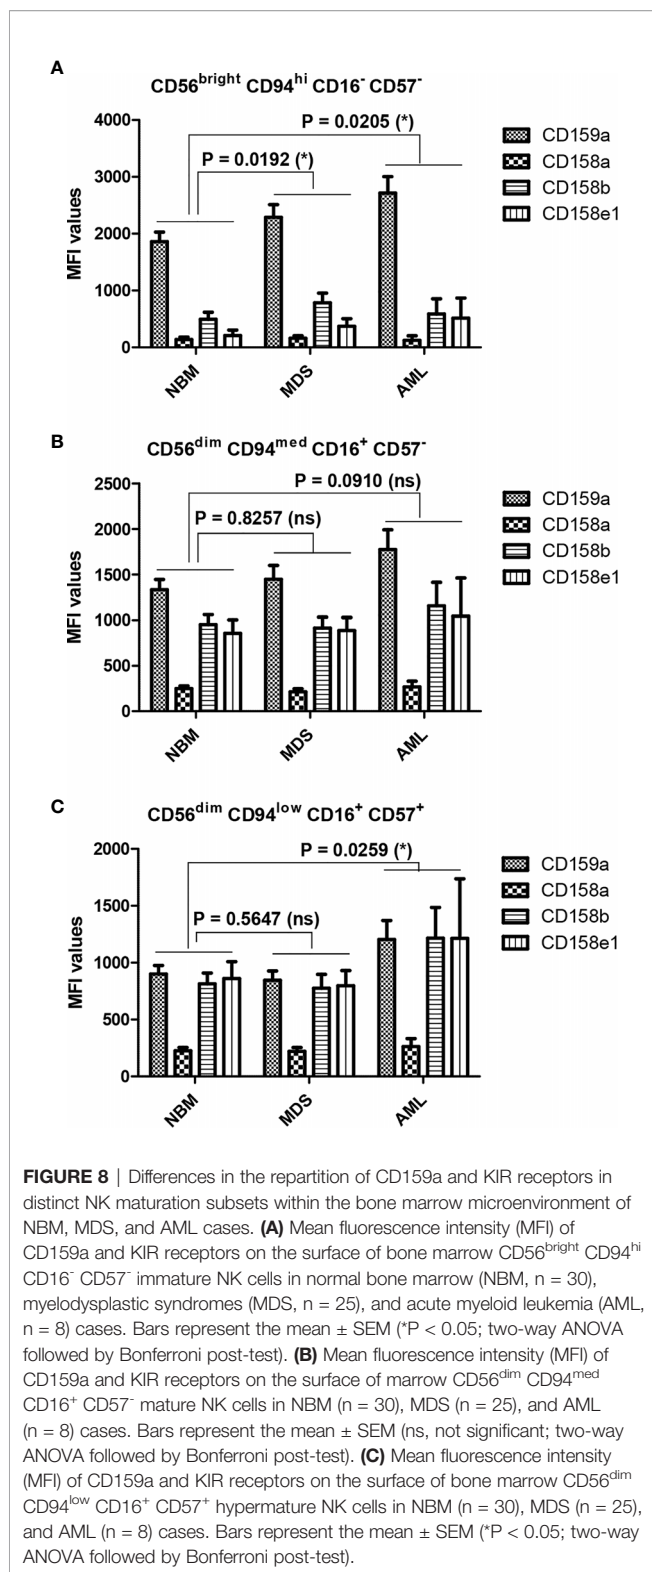 A
CD56bright CD94hi CD16- CD57-
P = 0.0205 (*)
P = 0.0192 (*)
MFI values
4000
3000
2000
1000
0
NBM
MDS
AML
CD159a
CD158a
CD158b
CD158e1
B
CD56dim CD94med CD16+ CD57-
P = 0.0910 (ns)
P = 0.8257 (ns)
MFI values
2500
2000
1500
1000
500
0
NBM
MDS
AML
CD159a
CD158a
CD158b
CD158e1
C
CD56dim CD94low CD16+ CD57+
P = 0.0259 (*)
P = 0.5647 (ns)
MFI values
2000
1500
1000
500
0
NBM
MDS
AML
CD159a
CD158a
CD158b
CD158e1
FIGURE 8 | Differences in the repartition of CD159a and KIR receptors in
distinct NK maturation subsets within the bone marrow microenvironment of
NBM, MDS, and AML cases. (A) Mean fluorescence intensity (MFI) of
CD159a and KIR receptors on the surface of bone marrow CD56bright CD94hi
CD16- CD57- immature NK cells in normal bone marrow (NBM, n = 30),
myelodysplastic syndromes (MDS, n = 25), and acute myeloid leukemia (AML,
n = 8) cases. Bars represent the mean ± SEM (*P < 0.05; two-way ANOVA
followed by Bonferroni post-test). (B) Mean fluorescence intensity (MFI) of
CD159a and KIR receptors on the surface of marrow CD56dim CD94med
CD16+ CD57- mature NK cells in NBM (n = 30), MDS (n = 25), and AML
(n = 8) cases. Bars represent the mean ± SEM (ns, not significant; two-way
ANOVA followed by Bonferroni post-test). (C) Mean fluorescence intensity
(MFI) of CD159a and KIR receptors on the surface of bone marrow CD56dim
CD94low CD16+ CD57+ hypermature NK cells in NBM (n = 30), MDS (n = 25),
and AML (n = 8) cases. Bars represent the mean ± SEM (*P < 0.05; two-way
ANOVA followed by Bonferroni post-test).